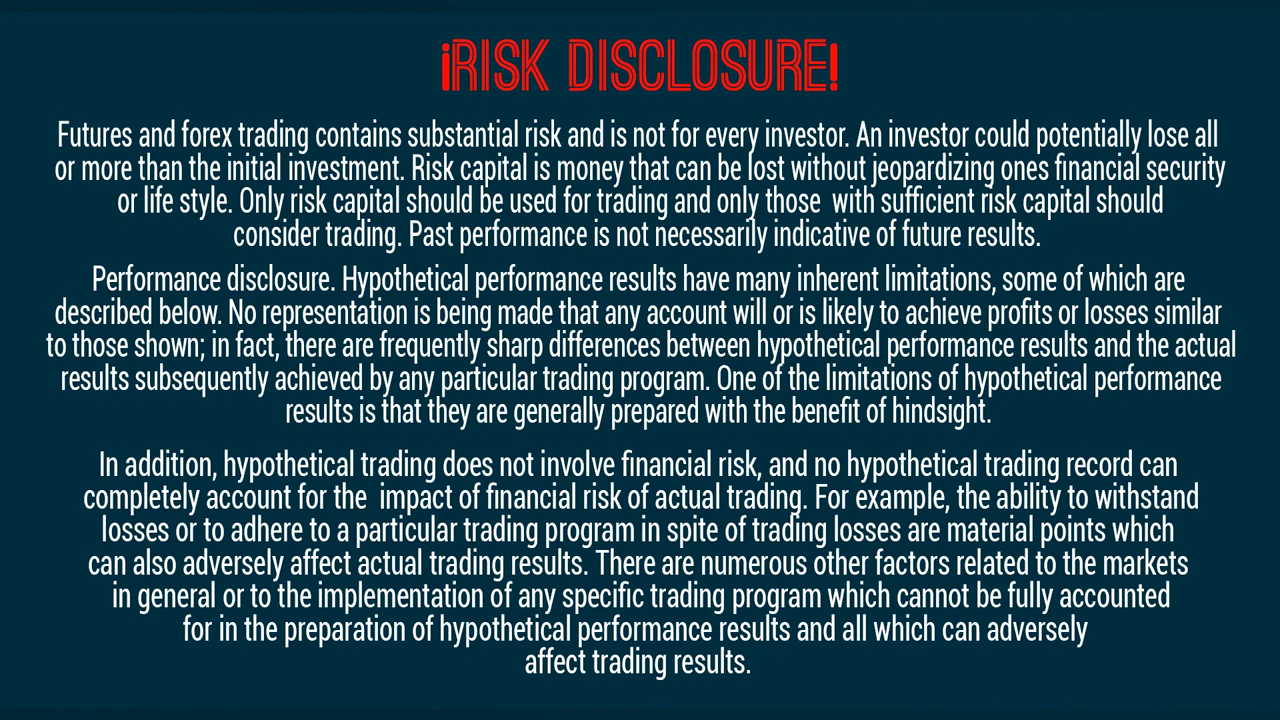 ¡RISK DISCLOSURE!
Futures and forex trading contains substantial risk and is not for every investor. An investor could potentially lose all
or more than the initial investment. Risk capital is money that can be lost without jeopardizing ones financial security
or life style. Only risk capital should be used for trading and only those  with sufficient risk capital should
consider trading. Past performance is not necessarily indicative of future results.
Performance disclosure. Hypothetical performance results have many inherent limitations, some of which are
described below. No representation is being made that any account will or is likely to achieve profits or losses similar
to those shown; in fact, there are frequently sharp differences between hypothetical performance results and the actual
results subsequently achieved by any particular trading program. One of the limitations of hypothetical performance
results is that they are generally prepared with the benefit of hindsight.
In addition, hypothetical trading does not involve financial risk, and no hypothetical trading record can
completely account for the  impact of financial risk of actual trading. For example, the ability to withstand
losses or to adhere to a particular trading program in spite of trading losses are material points which
can also adversely affect actual trading results. There are numerous other factors related to the markets
in general or to the implementation of any specific trading program which cannot be fully accounted
for in the preparation of hypothetical performance results and all which can adversely
affect trading results.